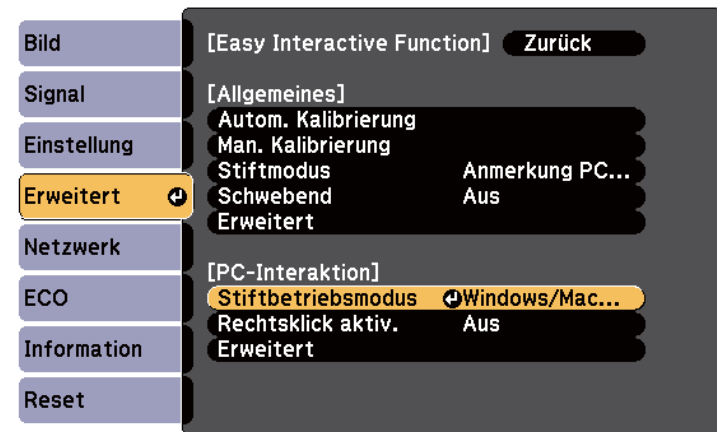 Bild
Signal
Einstellung
Erweitert
Netzwerk
ECO
Information
Reset
[Easy Interactive Function] Zurück
[Allgemeines]
Autom. Kalibrierung
Man. Kalibrierung
Stiftmodus Anmerkung PC...
Schwebend Aus
Erweitert
[PC-Interaktion]
Stiftbetriebsmodus Windows/Mac...
Rechtsklick aktiv. Aus
Erweitert